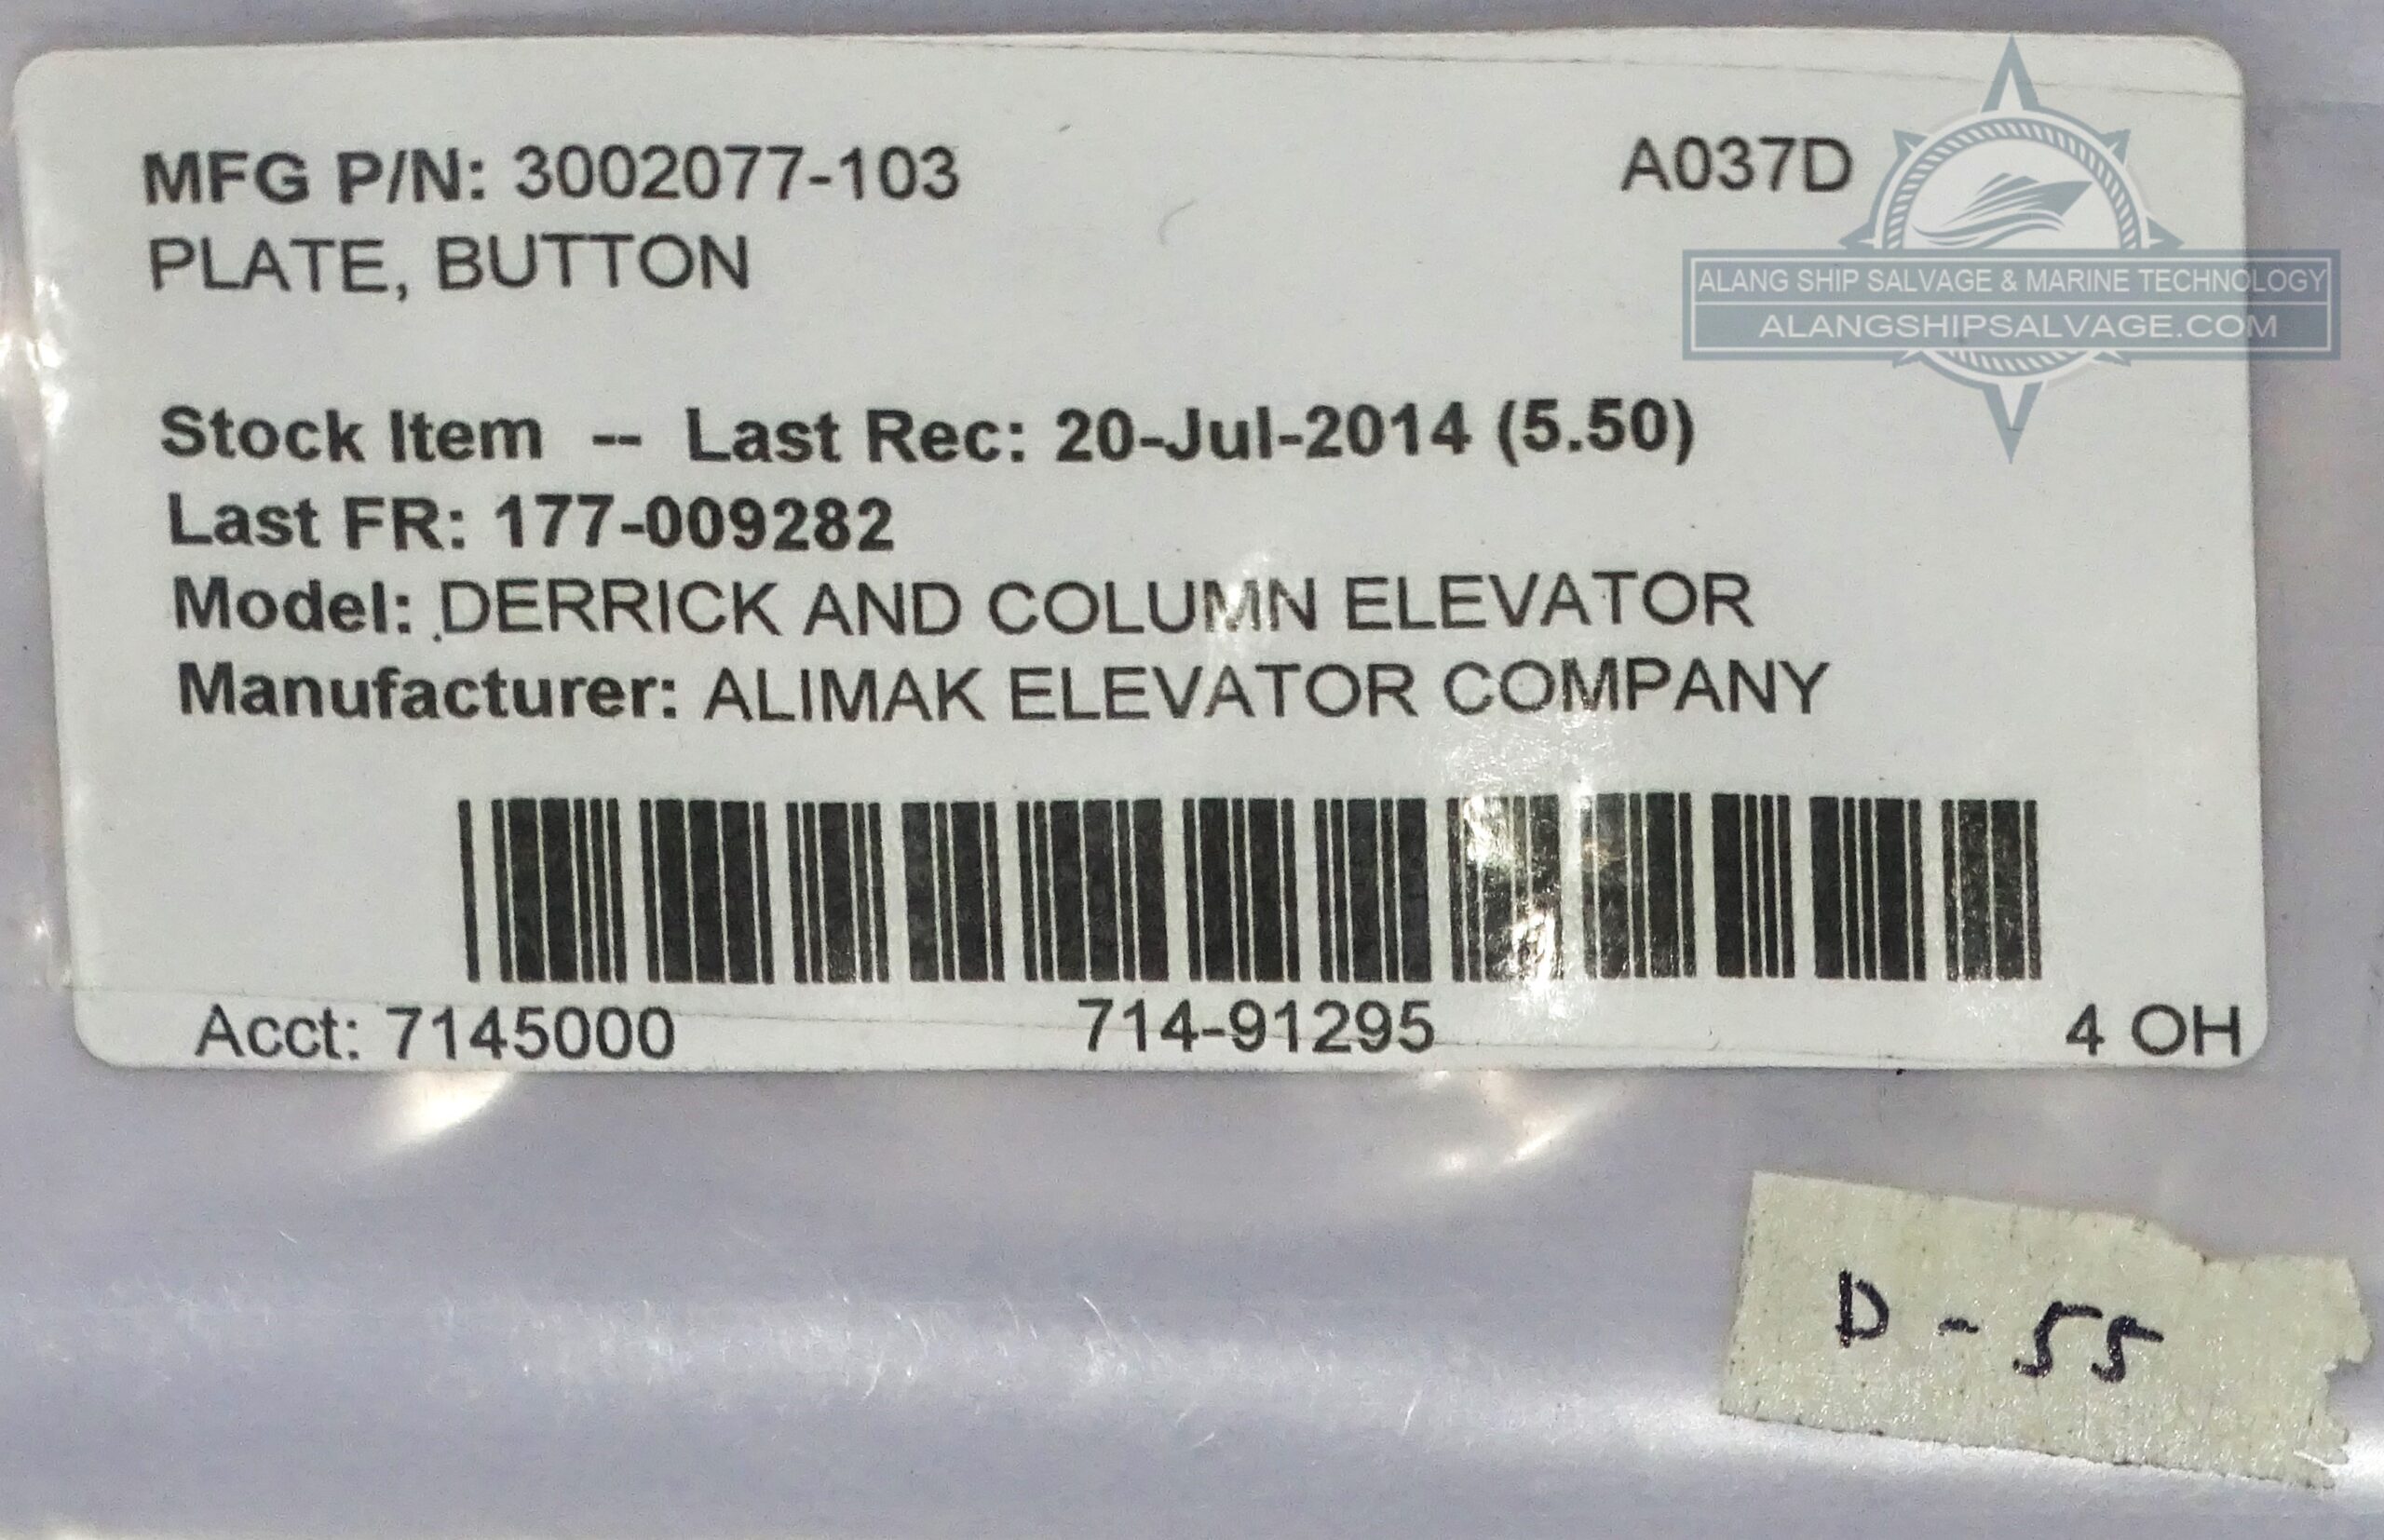 MFG P/N: 3002077-103
A037D
PLATE, BUTTON
ALANG SHIP SALVAGE & MARINE TECHNOLOGY
ALANGSHIPSALVAGE.COM
Stock Item -- Last Rec: 20-Jul-2014 (5.50)
Last FR: 177-009282
Model: DERRICK AND COLUMN ELEVATOR
Manufacturer: ALIMAK ELEVATOR COMPANY
Acct: 7145000
714-91295
4 OH
D - 55